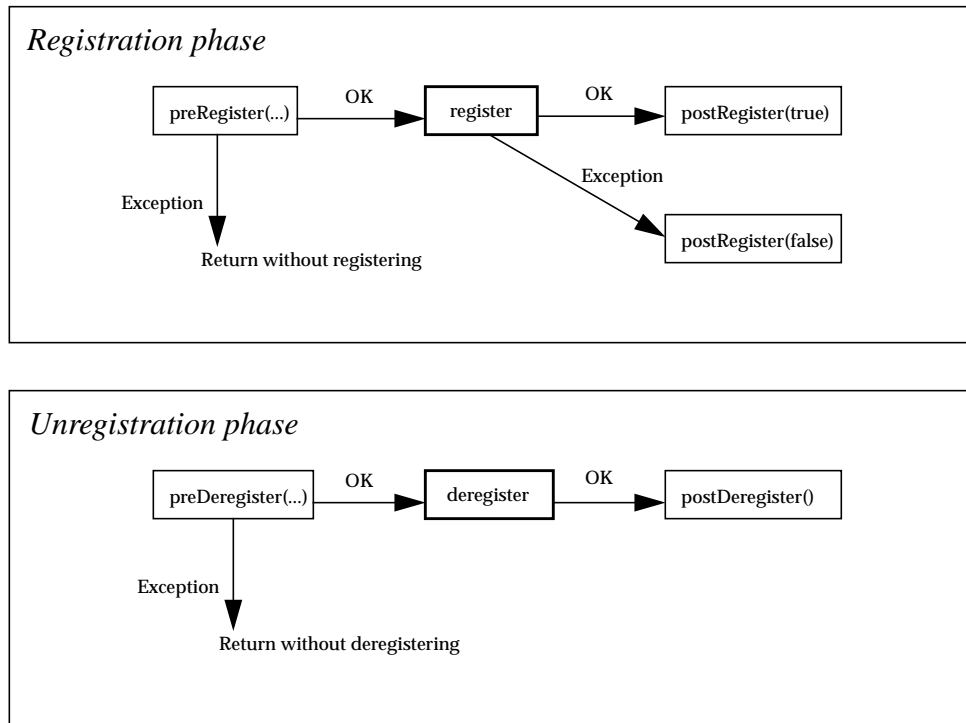 Registration phase
OK
OK
preRegister(...)
register
postRegister(true)
Exception
Exception
postRegister(false)
Return without registering
Unregistration phase
OK
OK
preDeregister(...)
deregister
postDeregister()
Exception
Return without deregistering